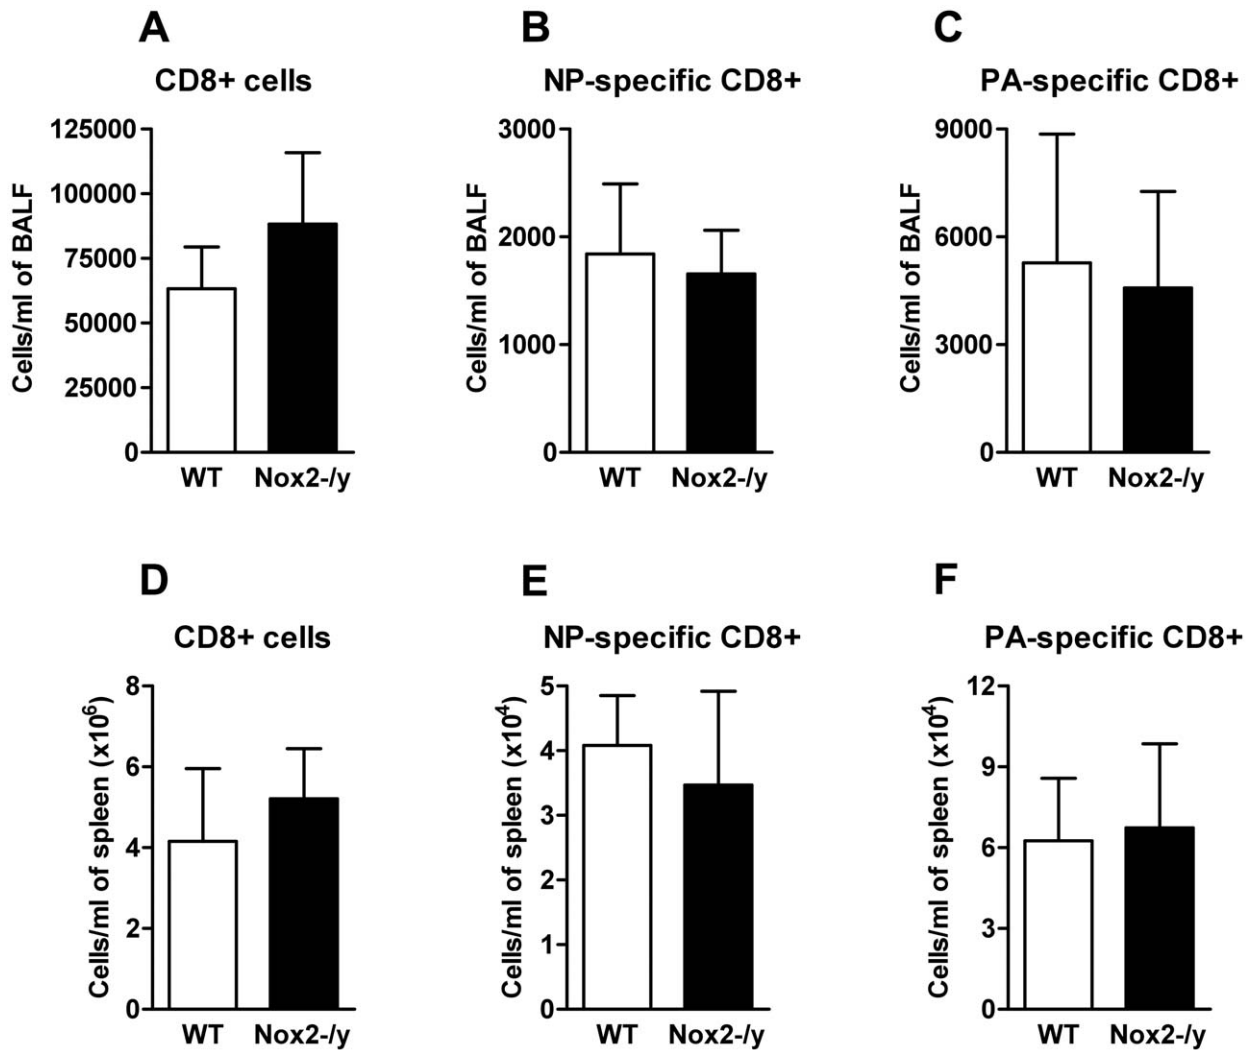 A
CD8+ cells
Cells/ml of BALF
125000
100000
75000
50000
25000
0
WT Nox2-/y
B
NP-specific CD8+
Cells/ml of BALF
3000
2000
1000
0
WT Nox2-/y
C
PA-specific CD8+
Cells/ml of BALF
9000
6000
3000
0
WT Nox2-/y
D
CD8+ cells
Cells/ml of spleen (x10⁶)
8
6
4
2
0
WT Nox2-/y
E
NP-specific CD8+
Cells/ml of spleen (x10⁴)
5
4
3
2
1
0
WT Nox2-/y
F
PA-specific CD8+
Cells/ml of spleen (x10⁴)
12
9
6
3
0
WT Nox2-/y